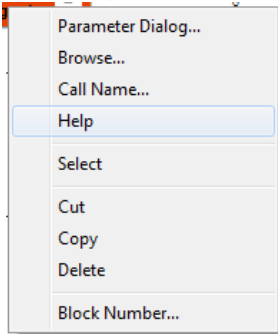 Parameter Dialog...
Browse...
Call Name...
Help
Select
Cut
Copy
Delete
Block Number...